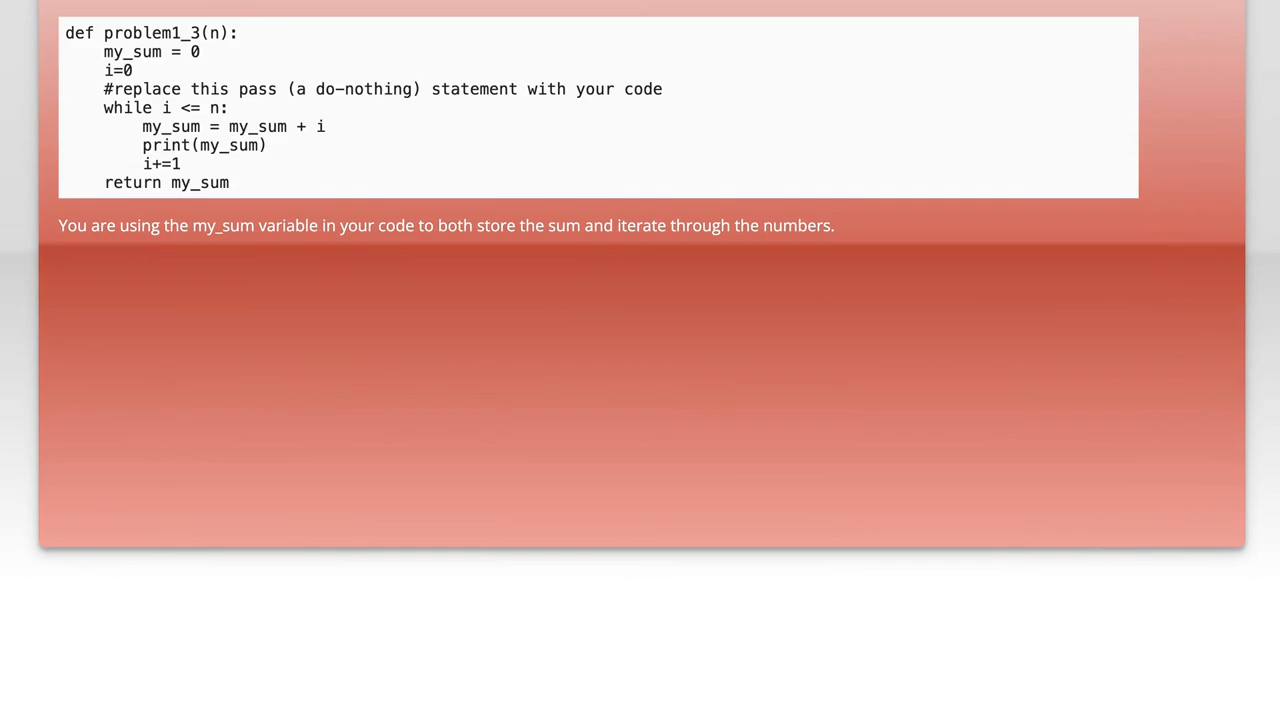 def problem1_3(n):
    my_sum = 0
    i=0
    #replace this pass (a do-nothing) statement with your code
    while i <= n:
        my_sum = my_sum + i
        print(my_sum)
        i+=1
    return my_sum
You are using the my_sum variable in your code to both store the sum and iterate through the numbers.